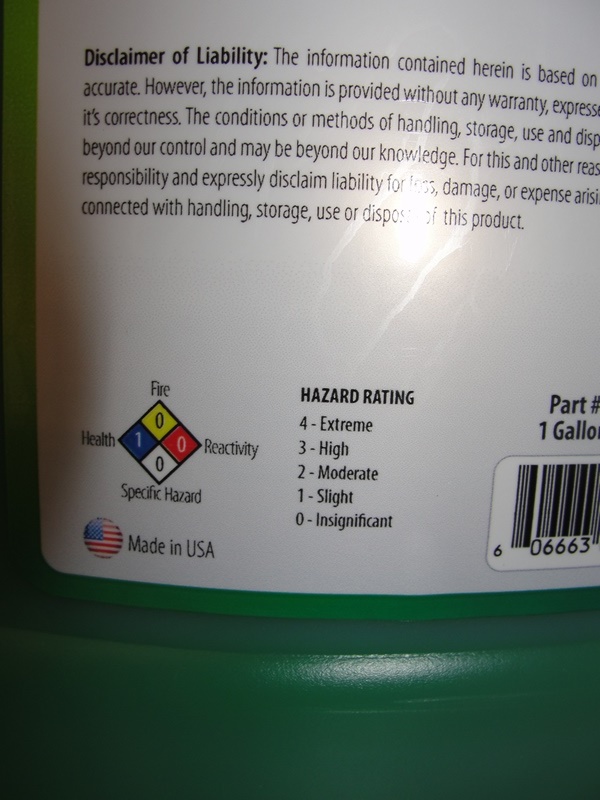 Disclaimer of Liability: The information contained herein is based on
accurate. However, the information is provided without any warranty, expresse
it's correctness. The conditions or methods of handling, storage, use and disp
beyond our control and may be beyond our knowledge. For this and other reas
responsibility and expressly disclaim liability for loss, damage, or expense arisi
connected with handling, storage, use or disposal of this product.
Fire
0
Health 1 0 Reactivity
0
Specific Hazard
Made in USA
HAZARD RATING
4 - Extreme
3 - High
2 - Moderate
1 - Slight
0 - Insignificant
Part #
1 Gallon
6 06663